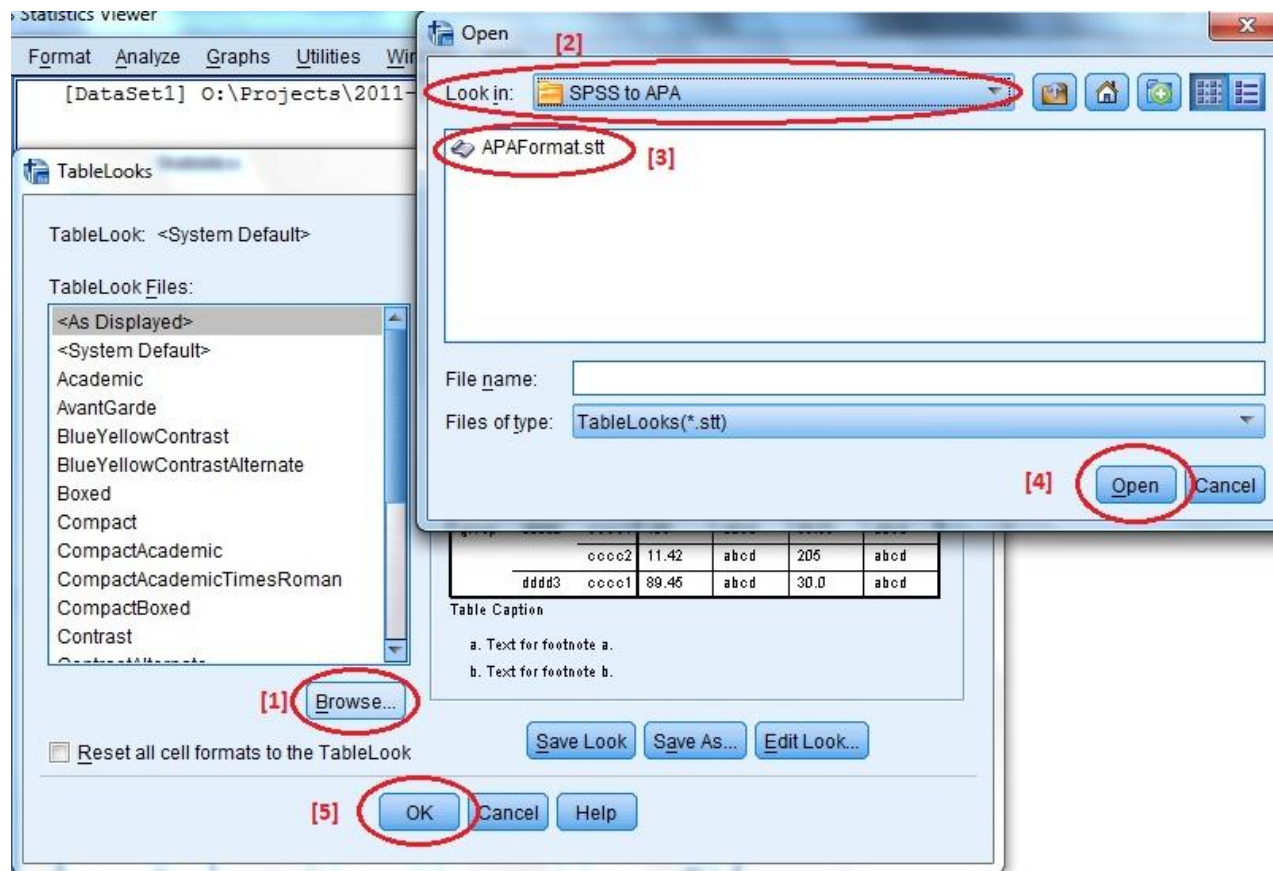 Statistics Viewer
Format Analyze Graphs Utilities
[DataSet1] O:\Projects\2011-
TableLooks
TableLook: <System Default>
TableLook Files:
<As Displayed>
<System Default>
Academic
AvantGarde
BlueYellowContrast
BlueYellowContrastAlternate
Boxed
Compact
CompactAcademic
CompactAcademicTimesRoman
CompactBoxed
Contrast
[1] Browse...
Reset all cell formats to the TableLook
Open
[2]
Look in: SPSS to APA
APAFormat.stt [3]
File name:
Files of type: TableLooks(*.stt)
[4] Open Cancel
cccc2 11.42 abcd 205 abcd
dddd3 cccc1 89.45 abcd 30.0 abcd
Table Caption
a. Text for footnote a.
b. Text for footnote b.
Save Look Save As... Edit Look...
[5] OK Cancel Help